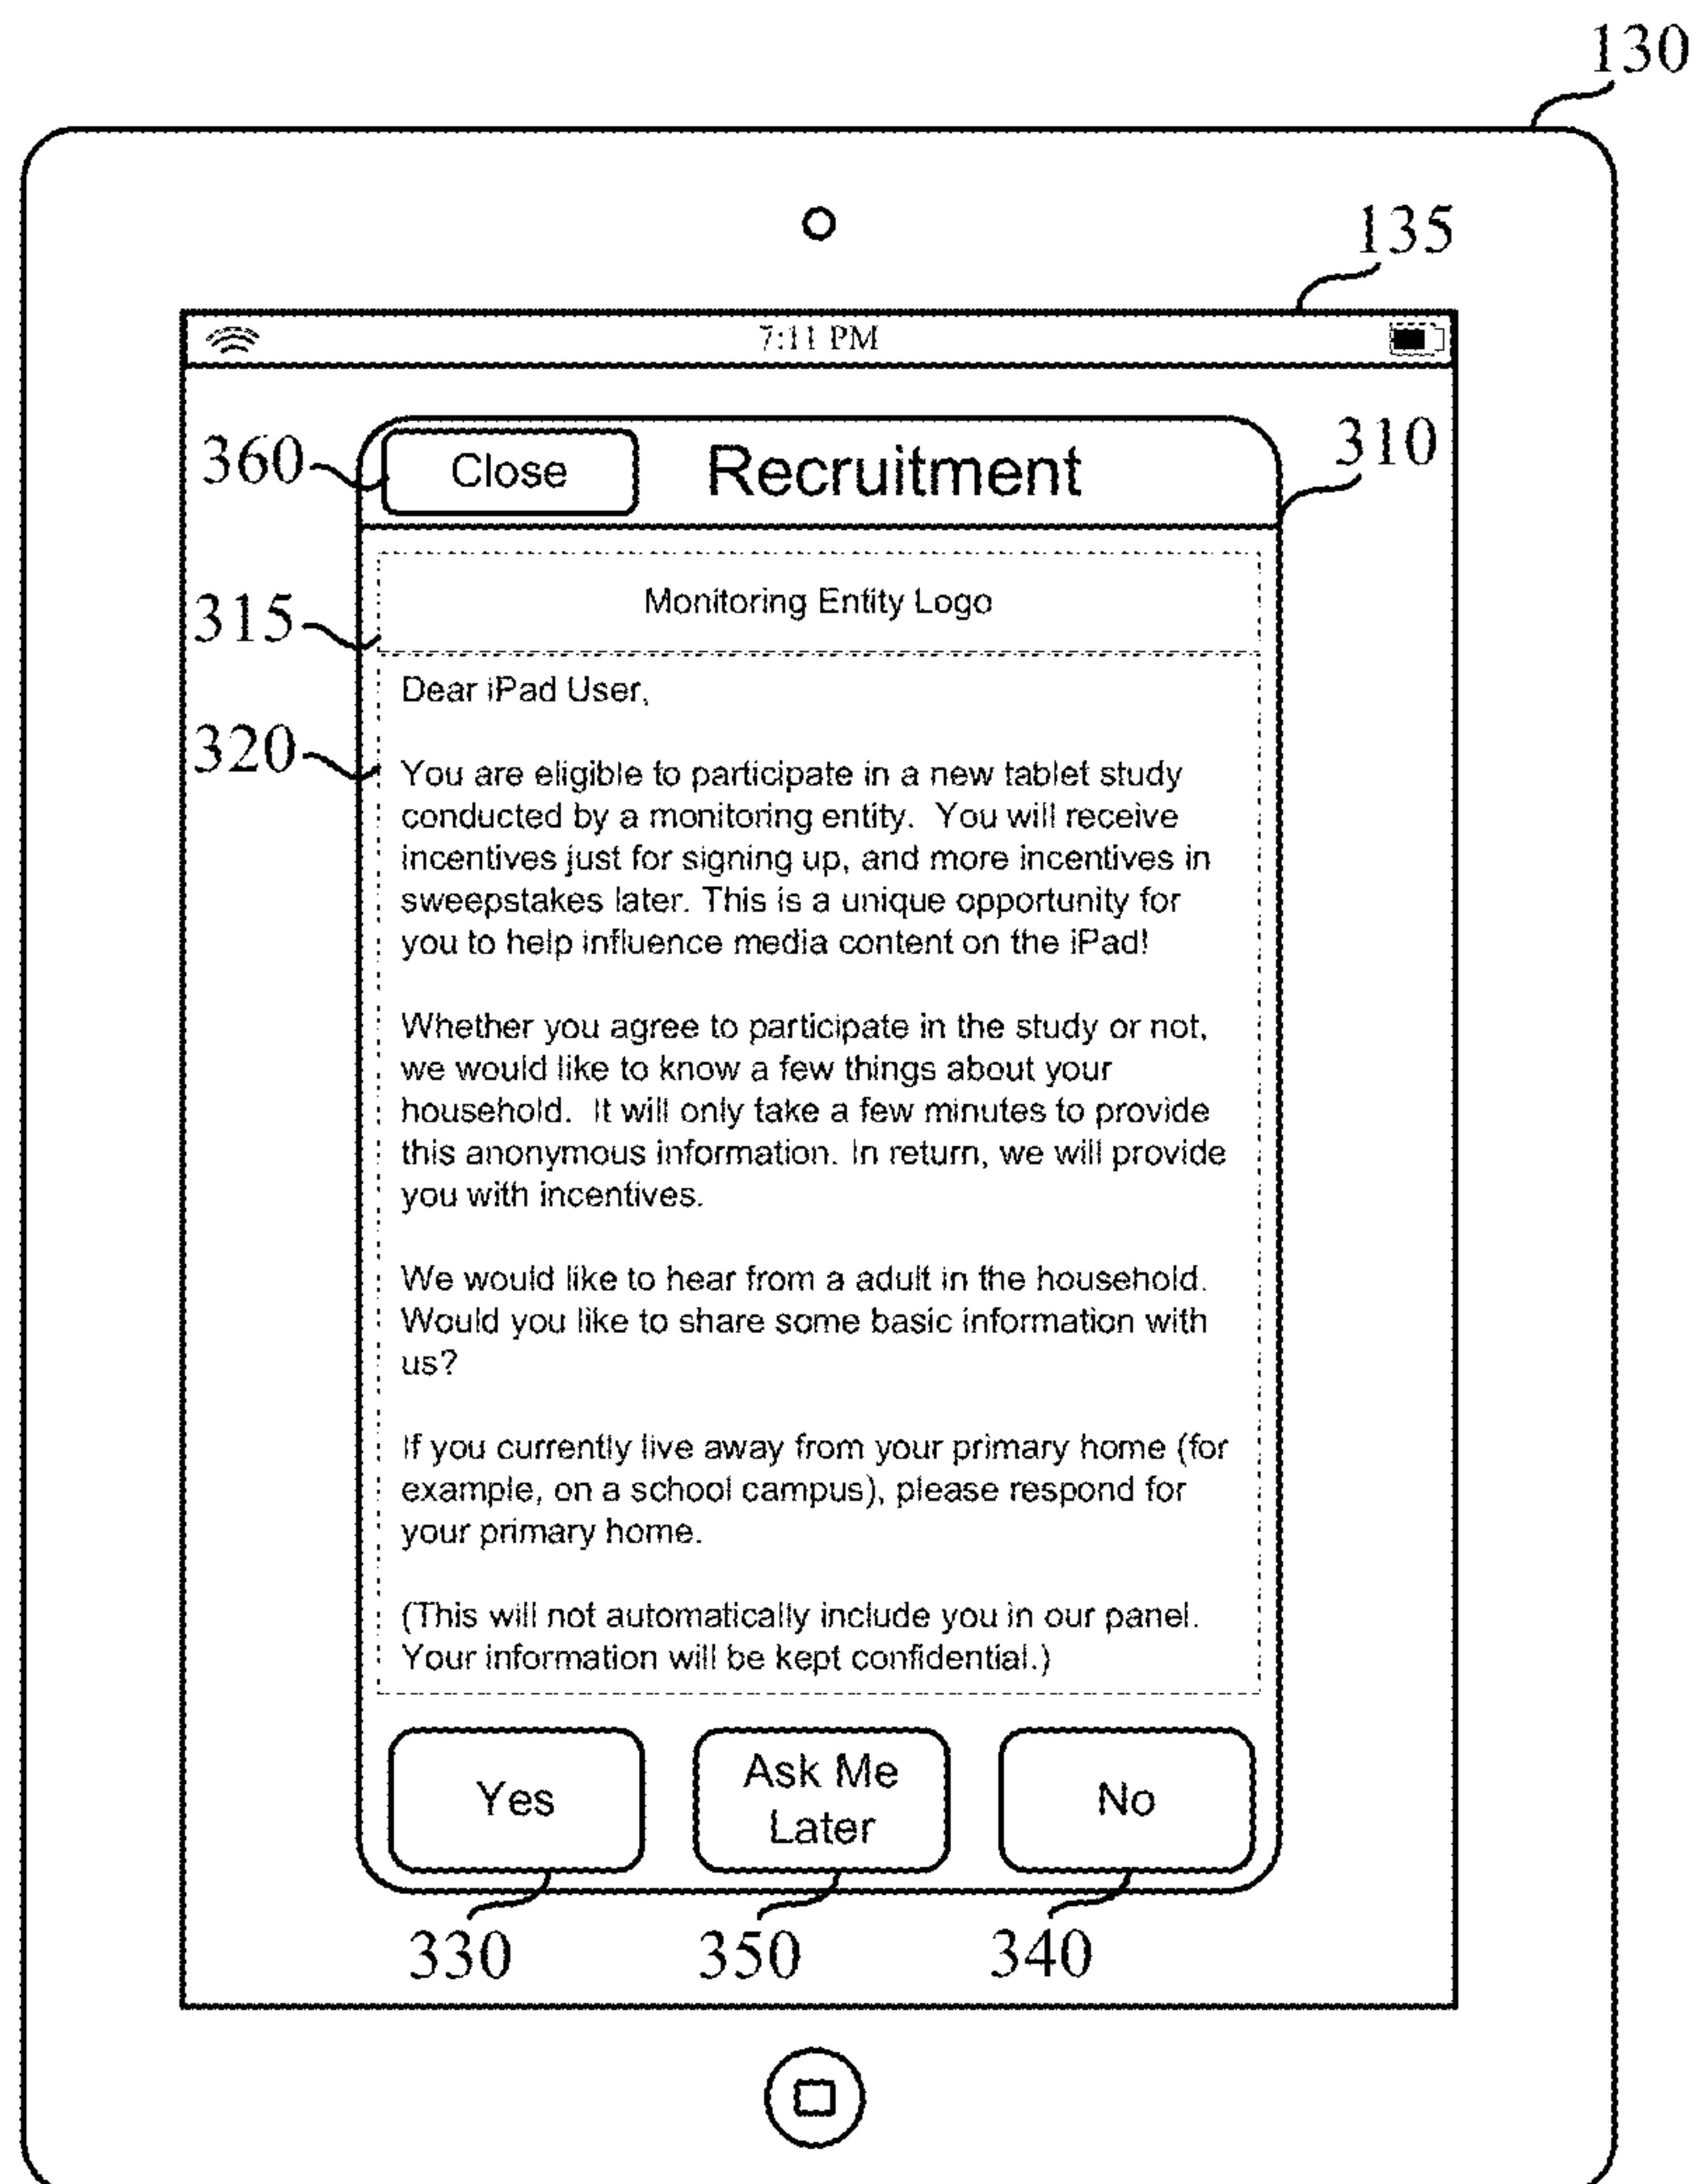 130
135
7:11 PM
360
Close
Recruitment
310
315
Monitoring Entity Logo
Dear iPad User,
320
You are eligible to participate in a new tablet study
conducted by a monitoring entity.  You will receive
incentives just for signing up, and more incentives in
sweepstakes later. This is a unique opportunity for
you to help influence media content on the iPad!
Whether you agree to participate in the study or not,
we would like to know a few things about your
household.  It will only take a few minutes to provide
this anonymous information. In return, we will provide
you with incentives.
We would like to hear from a adult in the household.
Would you like to share some basic information with
us?
If you currently live away from your primary home (for
example, on a school campus), please respond for
your primary home.
(This will not automatically include you in our panel.
Your information will be kept confidential.)
Yes
Ask Me
Later
No
330
350
340